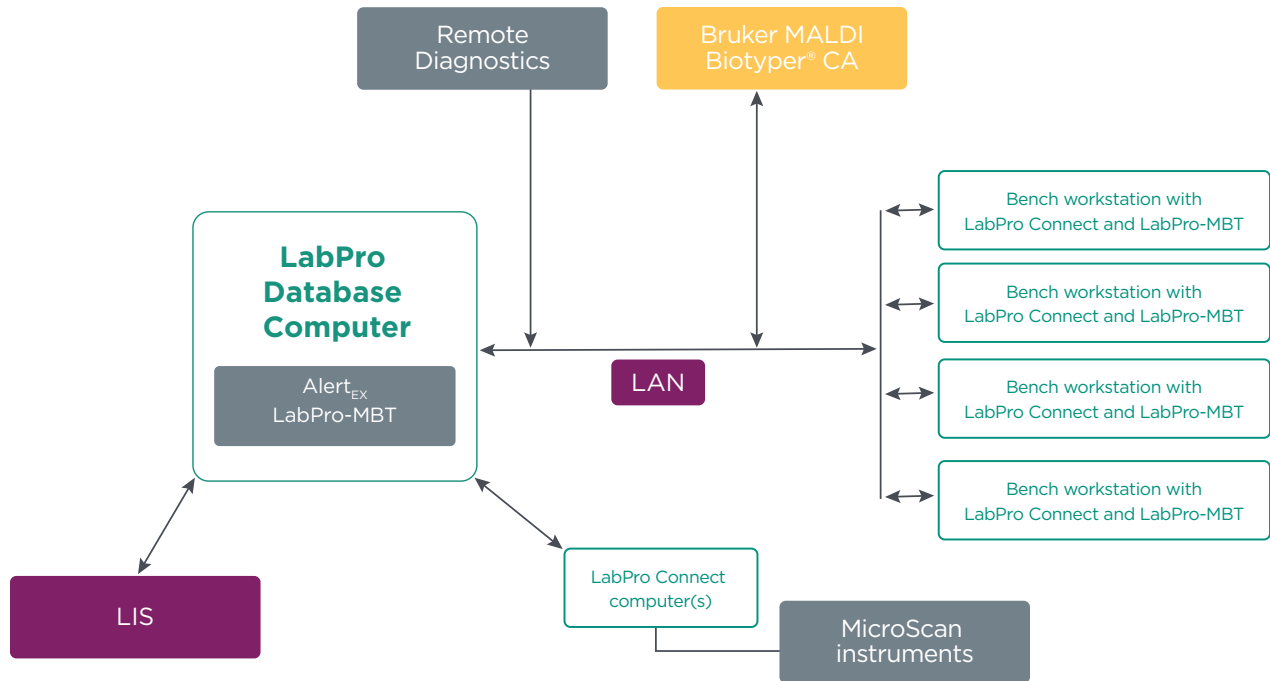 Remote
Diagnostics
Bruker MALDI
Biotyper® CA
LabPro
Database
Computer
Alert_EX
LabPro-MBT
LAN
Bench workstation with
LabPro Connect and LabPro-MBT
Bench workstation with
LabPro Connect and LabPro-MBT
Bench workstation with
LabPro Connect and LabPro-MBT
Bench workstation with
LabPro Connect and LabPro-MBT
LIS
LabPro Connect
computer(s)
MicroScan
instruments